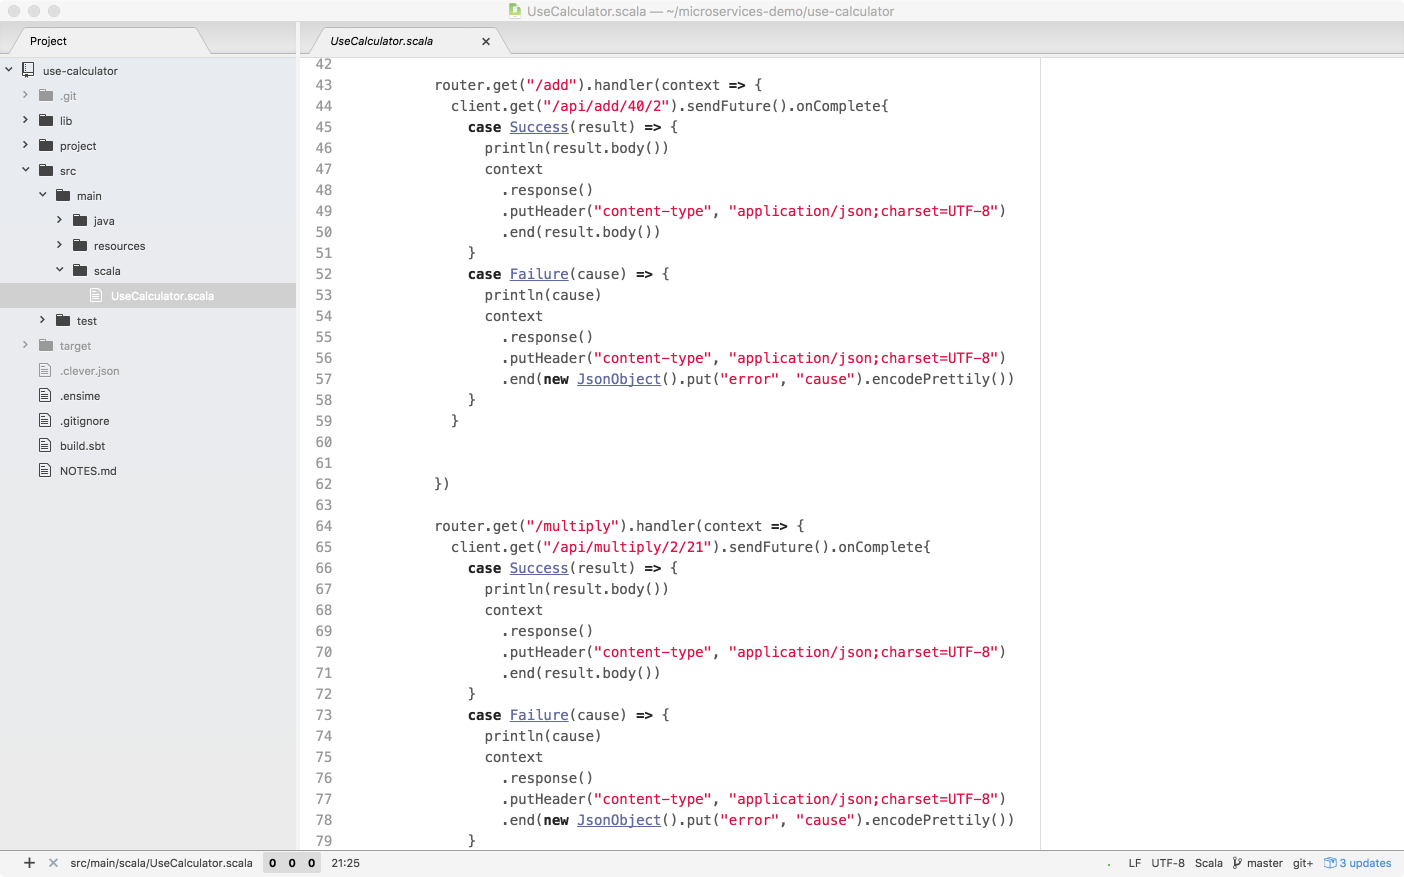 UseCalculator.scala — ~/microservices-demo/use-calculator
Project
use-calculator
.git
lib
project
src
main
java
resources
scala
UseCalculator.scala
test
target
.clever.json
.ensime
.gitignore
build.sbt
NOTES.md
UseCalculator.scala
42
43 router.get("/add").handler(context => {
44 client.get("/api/add/40/2").sendFuture().onComplete{
45 case Success(result) => {
46 println(result.body())
47 context
48 .response()
49 .putHeader("content-type", "application/json;charset=UTF-8")
50 .end(result.body())
51 }
52 case Failure(cause) => {
53 println(cause)
54 context
55 .response()
56 .putHeader("content-type", "application/json;charset=UTF-8")
57 .end(new JsonObject().put("error", "cause").encodePrettily())
58 }
59 }
60
61
62 })
63
64 router.get("/multiply").handler(context => {
65 client.get("/api/multiply/2/21").sendFuture().onComplete{
66 case Success(result) => {
67 println(result.body())
68 context
69 .response()
70 .putHeader("content-type", "application/json;charset=UTF-8")
71 .end(result.body())
72 }
73 case Failure(cause) => {
74 println(cause)
75 context
76 .response()
77 .putHeader("content-type", "application/json;charset=UTF-8")
78 .end(new JsonObject().put("error", "cause").encodePrettily())
79 }
src/main/scala/UseCalculator.scala 0 0 0 21:25 LF UTF-8 Scala master git+ 3 updates